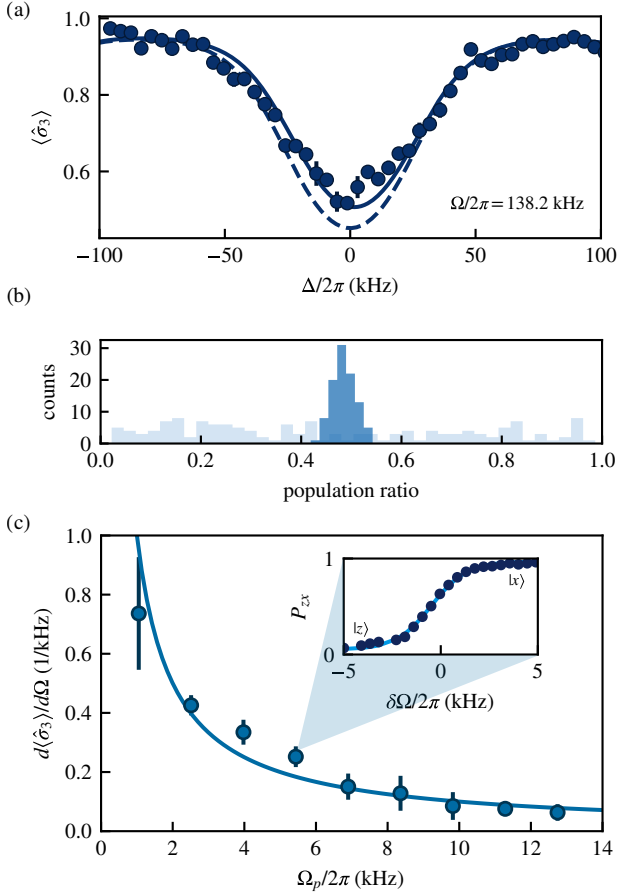 (a)
1.0
0.8
0.6
⟨σ̂₃⟩
Ω/2π = 138.2 kHz
−100 −50 0 50 100
Δ/2π (kHz)
(b)
30
20
10
0
counts
0.0 0.2 0.4 0.6 0.8 1.0
population ratio
(c)
1.0
0.8
0.6
0.4
0.2
0.0
d⟨σ̂₃⟩/dΩ (1/kHz)
1
0
P_zx
|z⟩
|x⟩
−5 0 5
δΩ/2π (kHz)
0 2 4 6 8 10 12 14
Ω_p/2π (kHz)